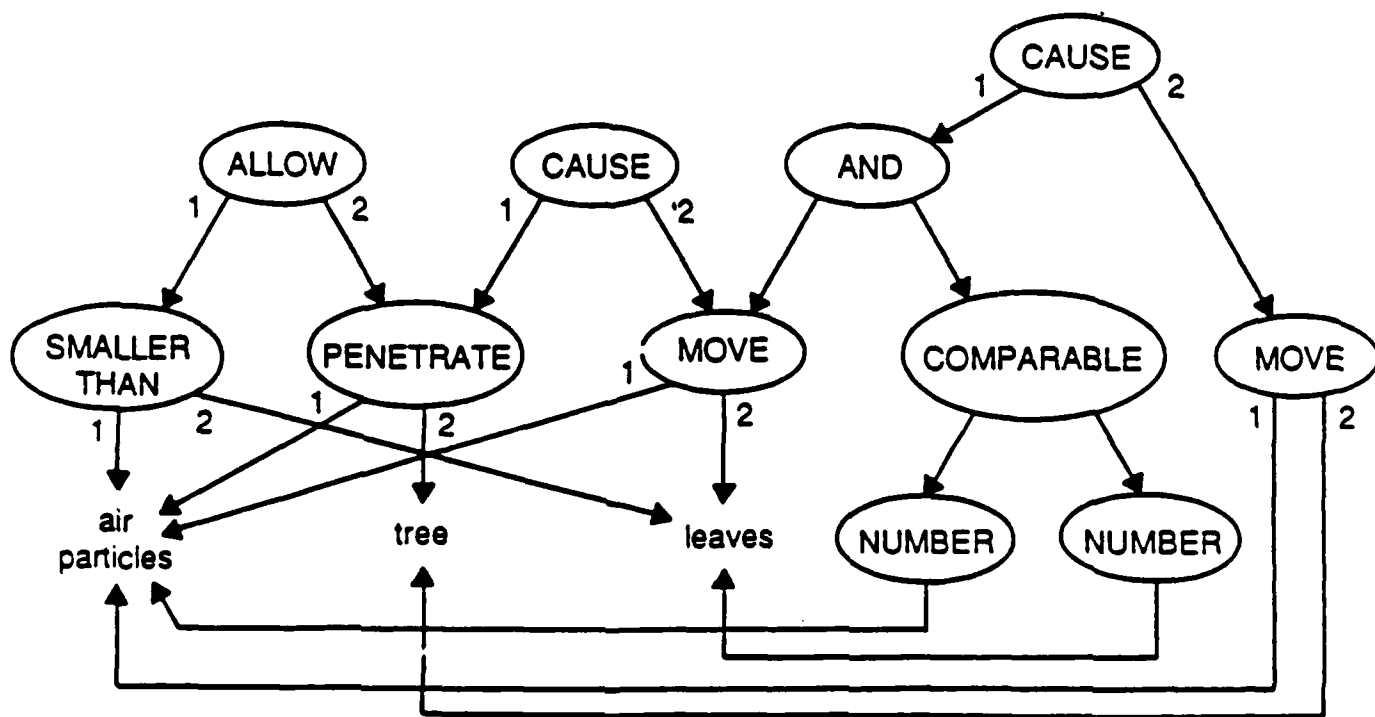 CAUSE
1
2
ALLOW
CAUSE
AND
1
2
1
2
SMALLER
THAN
PENETRATE
MOVE
COMPARABLE
MOVE
1
2
1
2
1
2
1
2
air
particles
tree
leaves
NUMBER
NUMBER